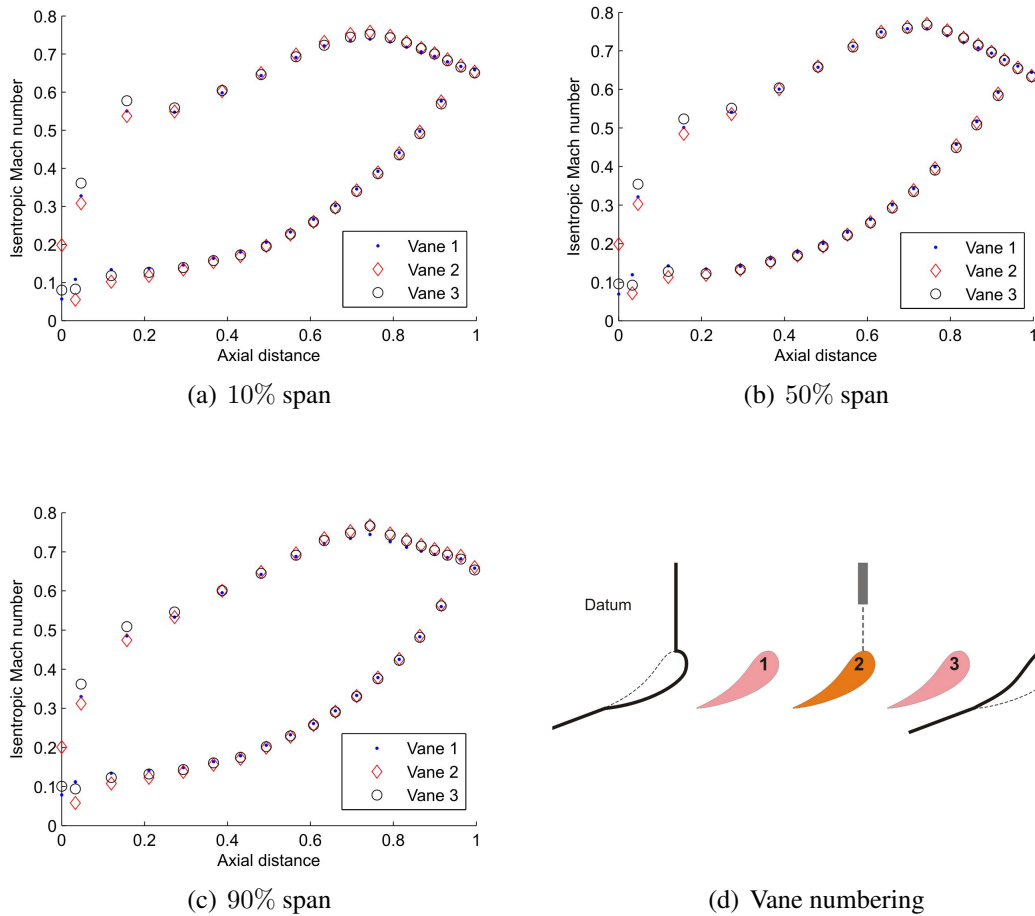 Isentropic Mach number
0.8
0.7
0.6
0.5
0.4
0.3
0.2
0.1
0
0
0.2
0.4
0.6
0.8
1
Axial distance
Vane 1
Vane 2
Vane 3
(a) 10% span
Isentropic Mach number
0.8
0.7
0.6
0.5
0.4
0.3
0.2
0.1
0
0
0.2
0.4
0.6
0.8
1
Axial distance
Vane 1
Vane 2
Vane 3
(b) 50% span
Isentropic Mach number
0.8
0.7
0.6
0.5
0.4
0.3
0.2
0.1
0
0
0.2
0.4
0.6
0.8
1
Axial distance
Vane 1
Vane 2
Vane 3
(c) 90% span
Datum
1
2
3
(d) Vane numbering